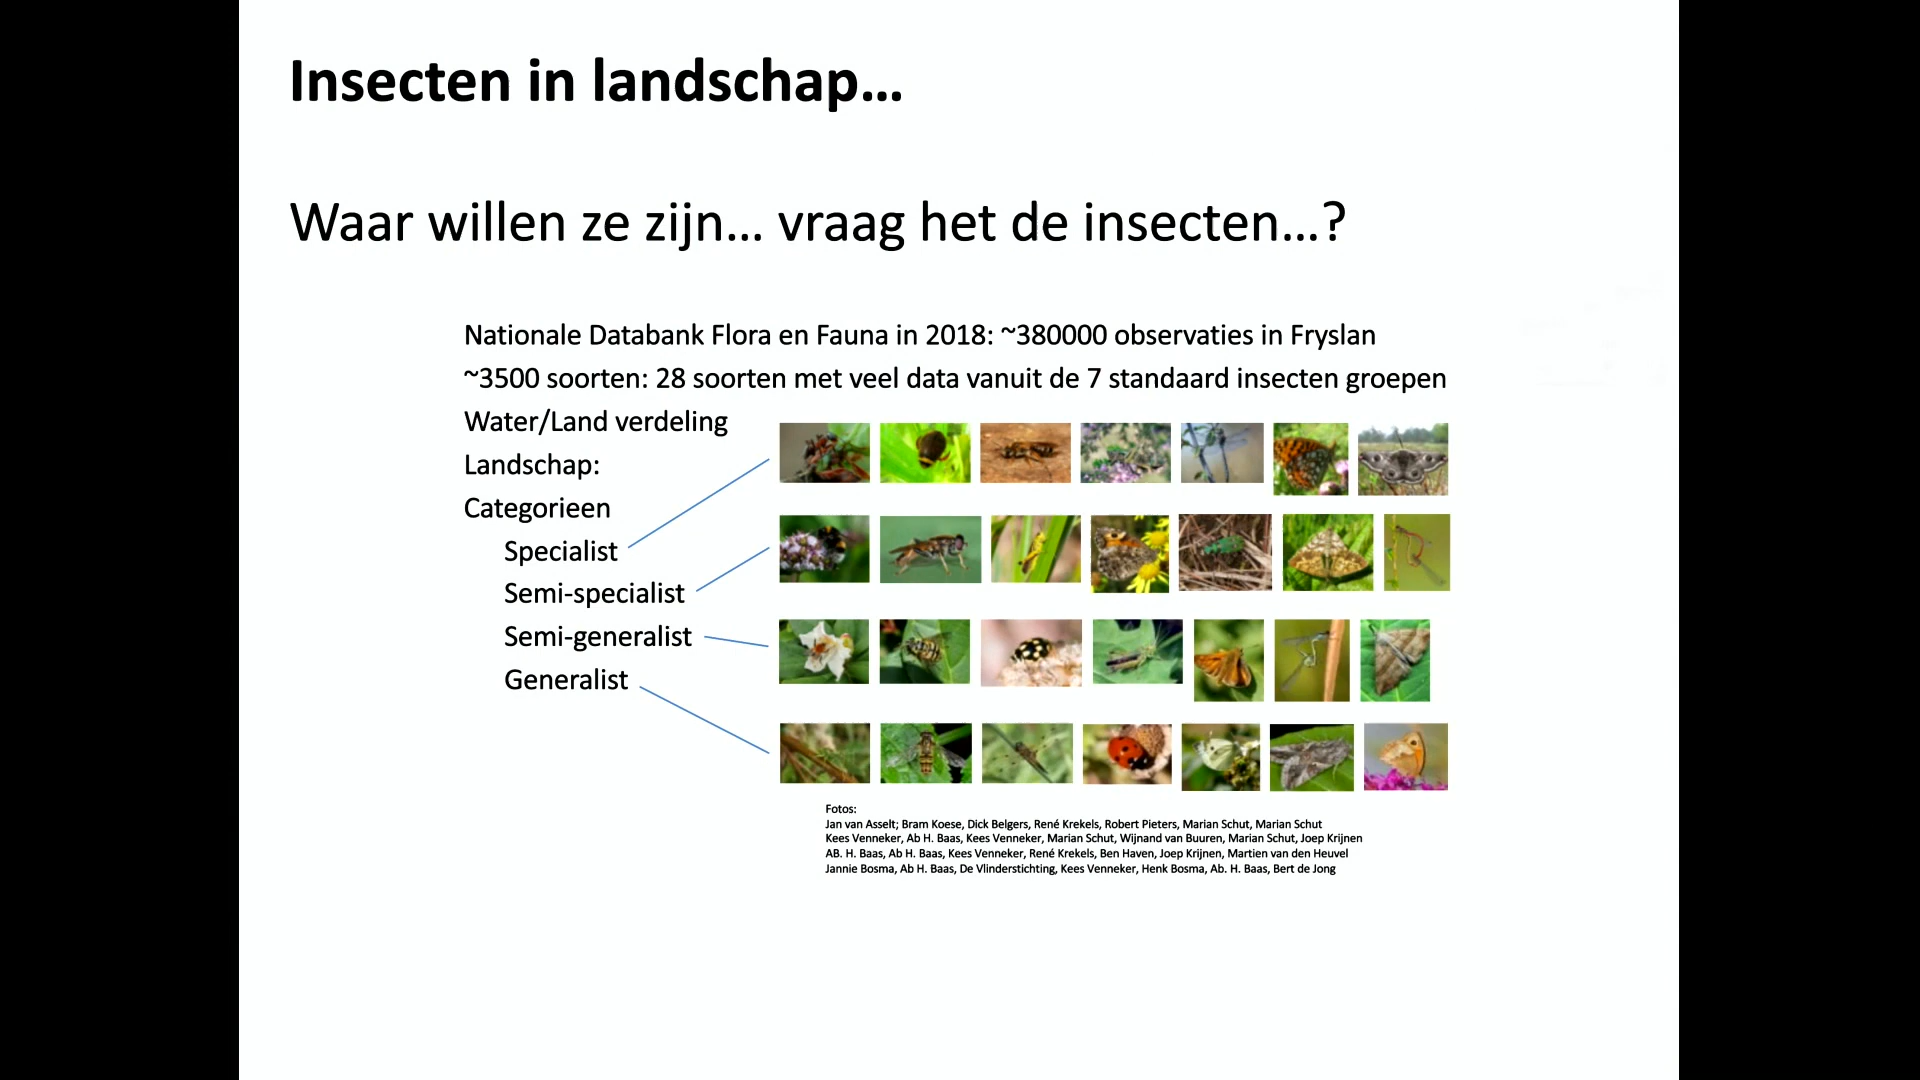 Insecten in landschap...
Waar willen ze zijn... vraag het de insecten...?
Nationale Databank Flora en Fauna in 2018: ~380000 observaties in Fryslan
~3500 soorten: 28 soorten met veel data vanuit de 7 standaard insecten groepen
Water/Land verdeling
Landschap:
Categorieen
Specialist
Semi-specialist
Semi-generalist
Generalist
Fotos:
Jan van Asselt; Bram Koese, Dick Belgers, René Krekels, Robert Pieters, Marian Schut, Marian Schut
Kees Venneker, Ab H. Baas, Kees Venneker, Marian Schut, Wijnand van Buuren, Marian Schut, Joep Krijnen
AB. H. Baas, Ab H. Baas, Kees Venneker, René Krekels, Ben Haven, Joep Krijnen, Martien van den Heuvel
Jannie Bosma, Ab H. Baas, De Vlinderstichting, Kees Venneker, Henk Bosma, Ab. H. Baas, Bert de Jong